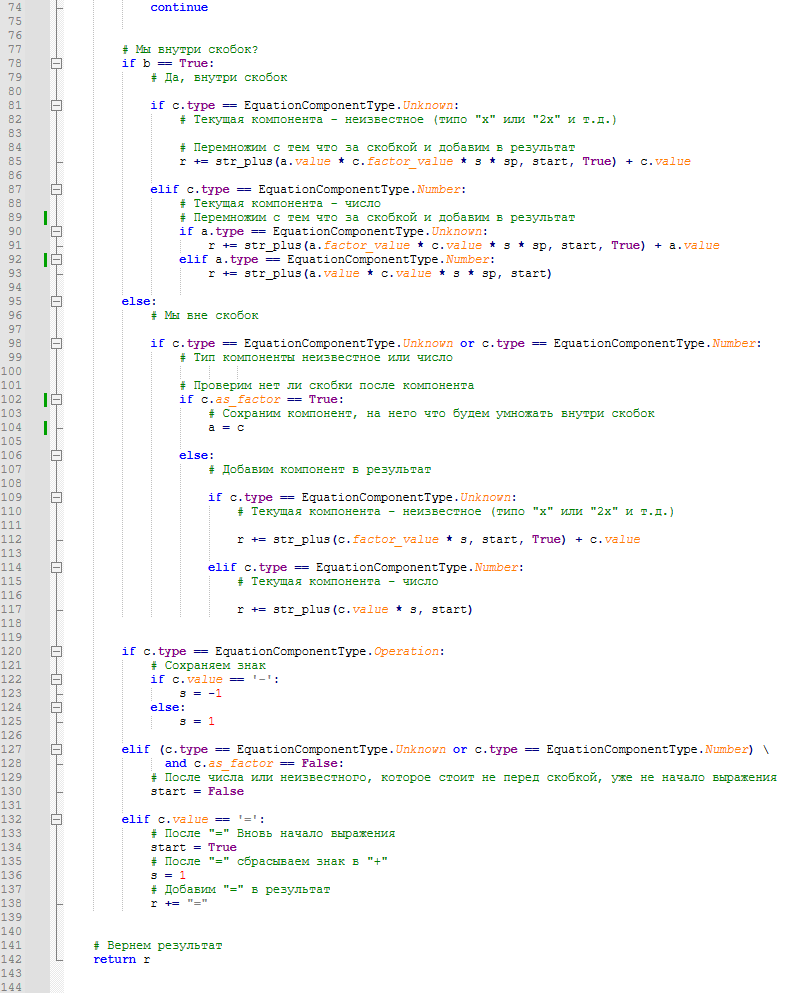 74 continue
75
76
77 # Мы внутри скобок?
78 if b == True:
79 # Да, внутри скобок
80
81 if c.type == EquationComponentType.Unknown:
82 # Текущая компонента - неизвестное (типо "x" или "2x" и т.д.)
83
84 # Перемножим с тем что за скобкой и добавим в результат
85 r += str_plus(a.value * c.factor_value * s * sp, start, True) + c.value
86
87 elif c.type == EquationComponentType.Number:
88 # Текущая компонента - число
89 # Перемножим с тем что за скобкой и добавим в результат
90 if a.type == EquationComponentType.Unknown:
91 r += str_plus(a.factor_value * c.value * s * sp, start, True) + a.value
92 elif a.type == EquationComponentType.Number:
93 r += str_plus(a.value * c.value * s * sp, start)
94
95 else:
96 # Мы вне скобок
97
98 if c.type == EquationComponentType.Unknown or c.type == EquationComponentType.Number:
99 # Тип компоненты неизвестное или число
100
101 # Проверим нет ли скобки после компонента
102 if c.as_factor == True:
103 # Сохраним компонент, на него что будем умножать внутри скобок
104 a = c
105
106 else:
107 # Добавим компонент в результат
108
109 if c.type == EquationComponentType.Unknown:
110 # Текущая компонента - неизвестное (типо "x" или "2x" и т.д.)
111
112 r += str_plus(c.factor_value * s, start, True) + c.value
113
114 elif c.type == EquationComponentType.Number:
115 # Текущая компонента - число
116
117 r += str_plus(c.value * s, start)
118
119
120 if c.type == EquationComponentType.Operation:
121 # Сохраняем знак
122 if c.value == '-':
123 s = -1
124 else:
125 s = 1
126
127 elif (c.type == EquationComponentType.Unknown or c.type == EquationComponentType.Number) \
128 and c.as_factor == False:
129 # После числа или неизвестного, которое стоит не перед скобкой, уже не начало выражения
130 start = False
131
132 elif c.value == '=':
133 # После "=" Вновь начало выражения
134 start = True
135 # После "=" сбрасываем знак в "+"
136 s = 1
137 # Добавим "=" в результат
138 r += "="
139
140
141 # Вернем результат
142 return r
143
144